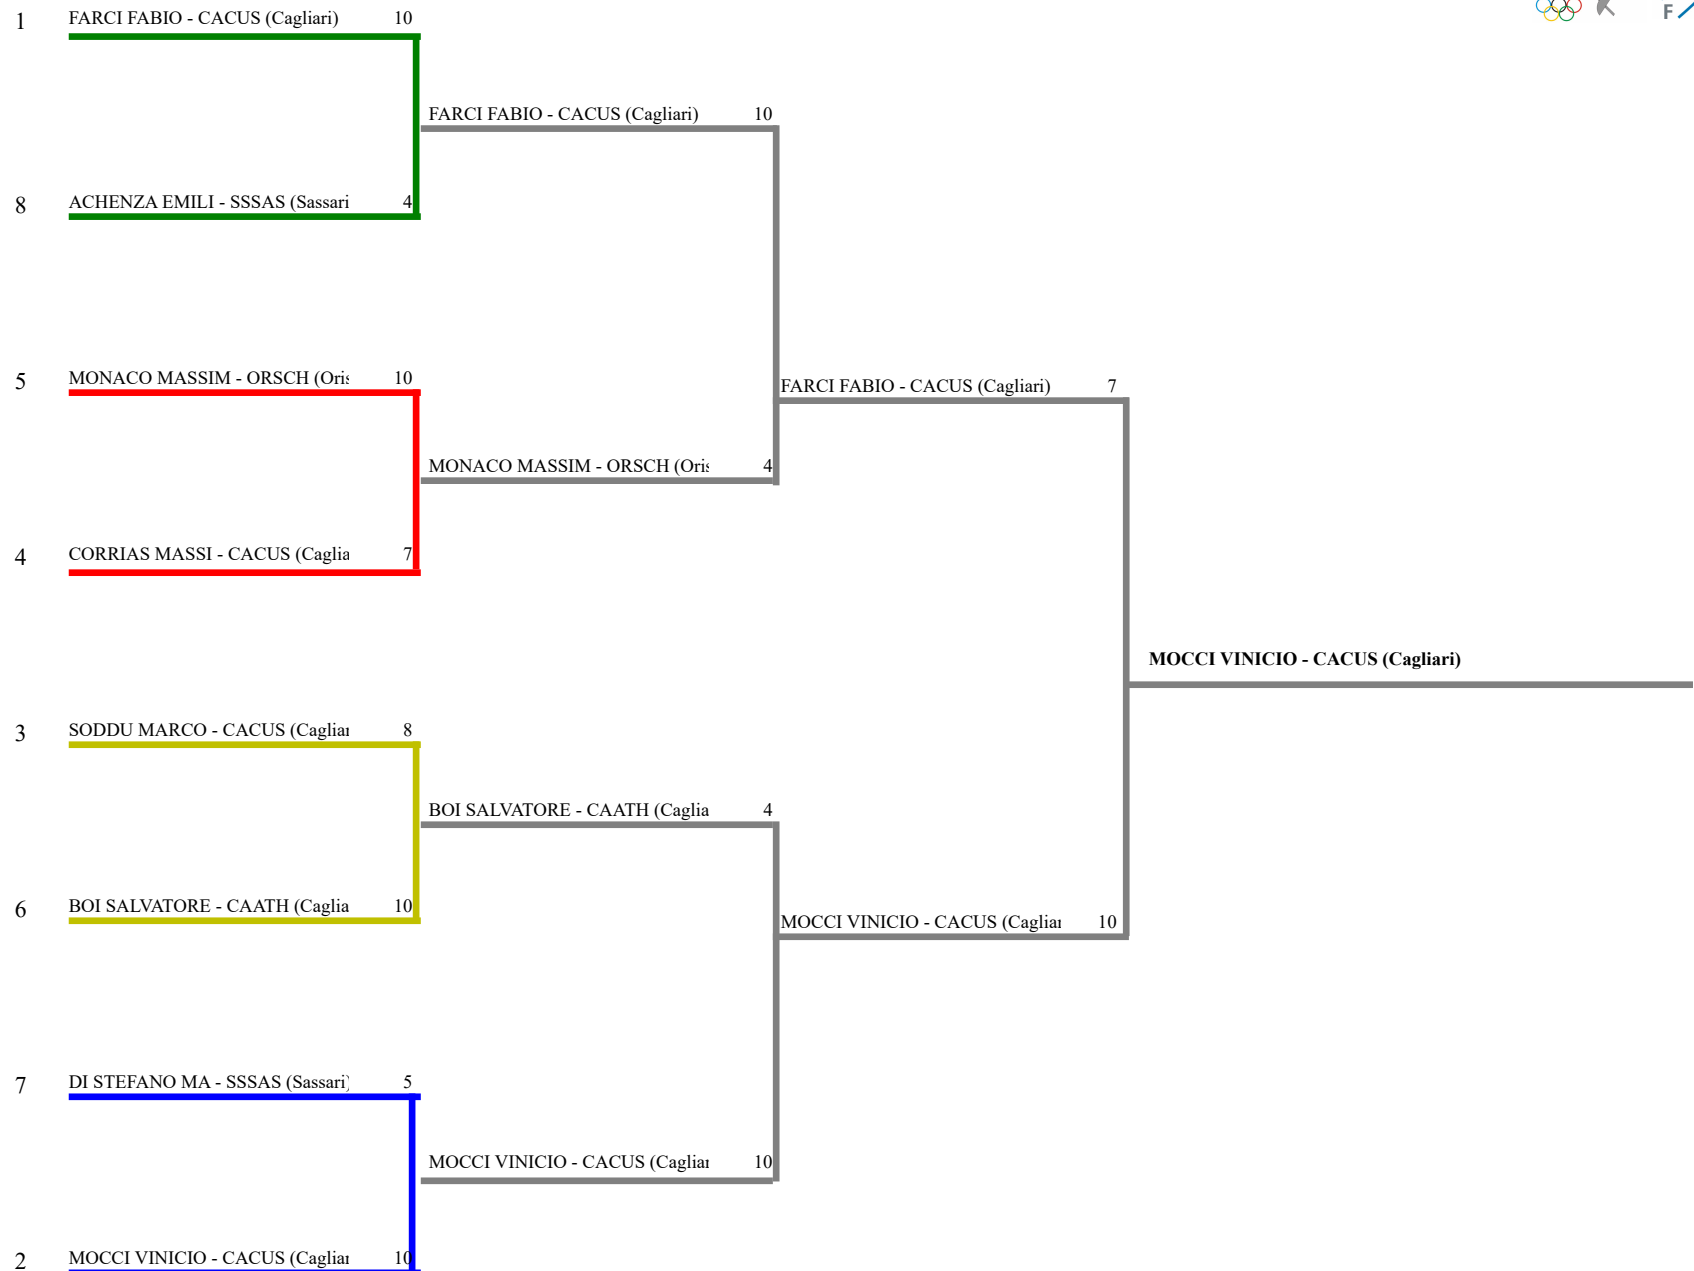 1 FARCI FABIO - CACUS (Cagliari) 10
F
FARCI FABIO - CACUS (Cagliari) 10
8 ACHENZA EMILI - SSSAS (Sassari 4
5 MONACO MASSIM - ORSCH (Oris 10
FARCI FABIO - CACUS (Cagliari) 7
MONACO MASSIM - ORSCH (Oris 4
4 CORRIAS MASSI - CACUS (Caglia 7
MOCCI VINICIO - CACUS (Cagliari)
3 SODDU MARCO - CACUS (Cagliar 8
BOI SALVATORE - CAATH (Caglia 4
6 BOI SALVATORE - CAATH (Caglia 10
MOCCI VINICIO - CACUS (Cagliar 10
7 DI STEFANO MA - SSSAS (Sassari) 5
MOCCI VINICIO - CACUS (Cagliar 10
2 MOCCI VINICIO - CACUS (Cagliar 10